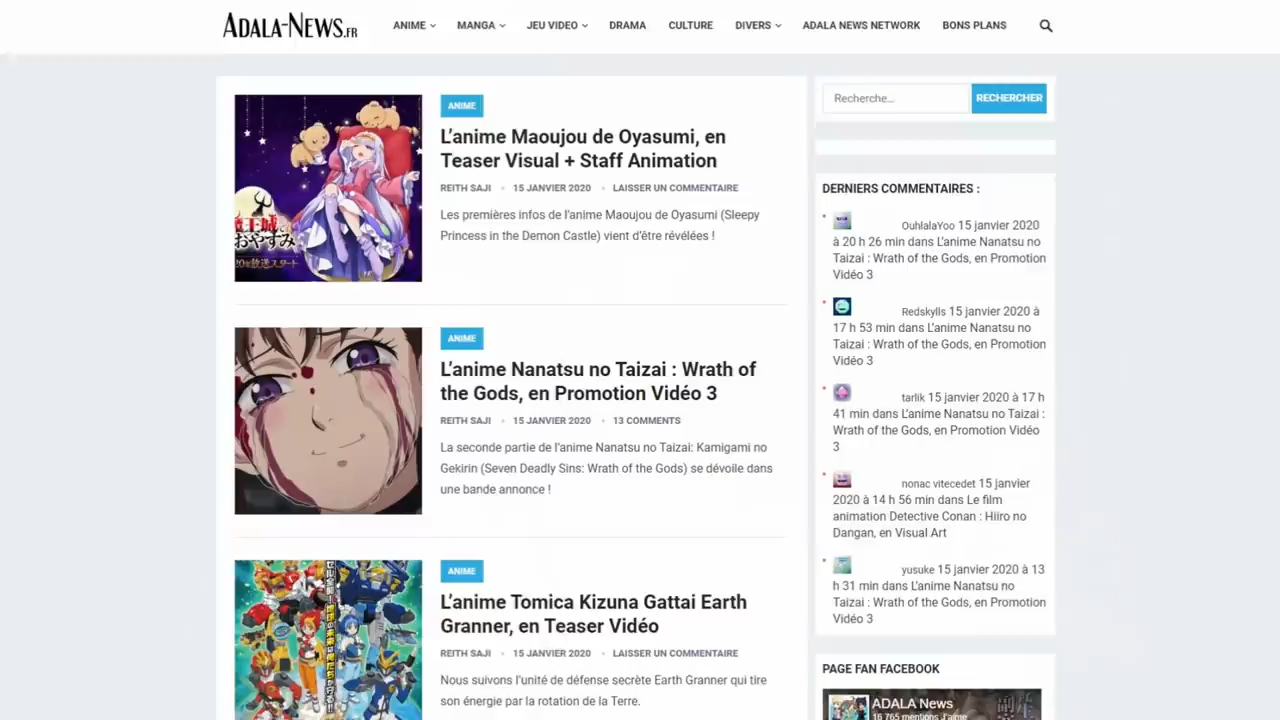 ADALA-NEWS.FR
ANIME
MANGA
JEU VIDEO
DRAMA
CULTURE
DIVERS
ADALA NEWS NETWORK
BONS PLANS
ANIME
L'anime Maoujou de Oyasumi, en
Teaser Visual + Staff Animation
REITH SAJI • 15 JANVIER 2020 • LAISSER UN COMMENTAIRE
Les premières infos de l'anime Maoujou de Oyasumi (Sleepy
Princess in the Demon Castle) vient d'être révélées !
魔王城で
おやすみ
ANIME
L'anime Nanatsu no Taizai : Wrath of
the Gods, en Promotion Vidéo 3
REITH SAJI • 15 JANVIER 2020 • 13 COMMENTS
La seconde partie de l'anime Nanatsu no Taizai: Kamigami no
Gekirin (Seven Deadly Sins: Wrath of the Gods) se dévoile dans
une bande annonce !
ANIME
L'anime Tomica Kizuna Gattai Earth
Granner, en Teaser Vidéo
REITH SAJI • 15 JANVIER 2020 • LAISSER UN COMMENTAIRE
Nous suivons l'unité de défense secrète Earth Granner qui tire
son énergie par la rotation de la Terre.
Recherche...
RECHERCHER
DERNIERS COMMENTAIRES :
OuhlalaYoo 15 janvier 2020
à 20 h 26 min dans L'anime Nanatsu no
Taizai : Wrath of the Gods, en Promotion
Vidéo 3
Redskylls 15 janvier 2020 à
17 h 53 min dans L'anime Nanatsu no
Taizai : Wrath of the Gods, en Promotion
Vidéo 3
tarlik 15 janvier 2020 à 17 h
41 min dans L'anime Nanatsu no Taizai :
Wrath of the Gods, en Promotion Vidéo
3
nonac vitecedet 15 janvier
2020 à 14 h 56 min dans Le film
animation Detective Conan : Hiiro no
Dangan, en Visual Art
yusuke 15 janvier 2020 à 13
h 31 min dans L'anime Nanatsu no
Taizai : Wrath of the Gods, en Promotion
Vidéo 3
PAGE FAN FACEBOOK
ADALA News
16 765 mentions J'aime